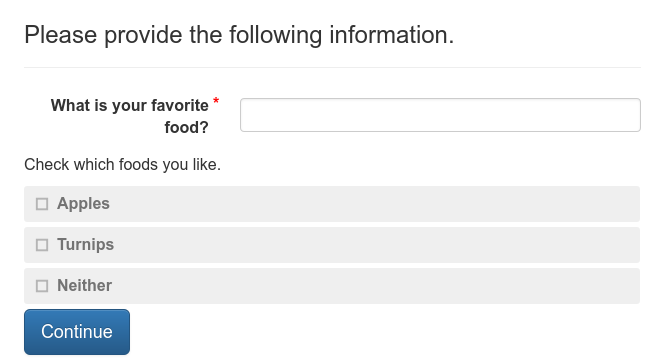 Please provide the following information.
What is your favorite *
food?
Check which foods you like.
Apples
Turnips
Neither
Continue